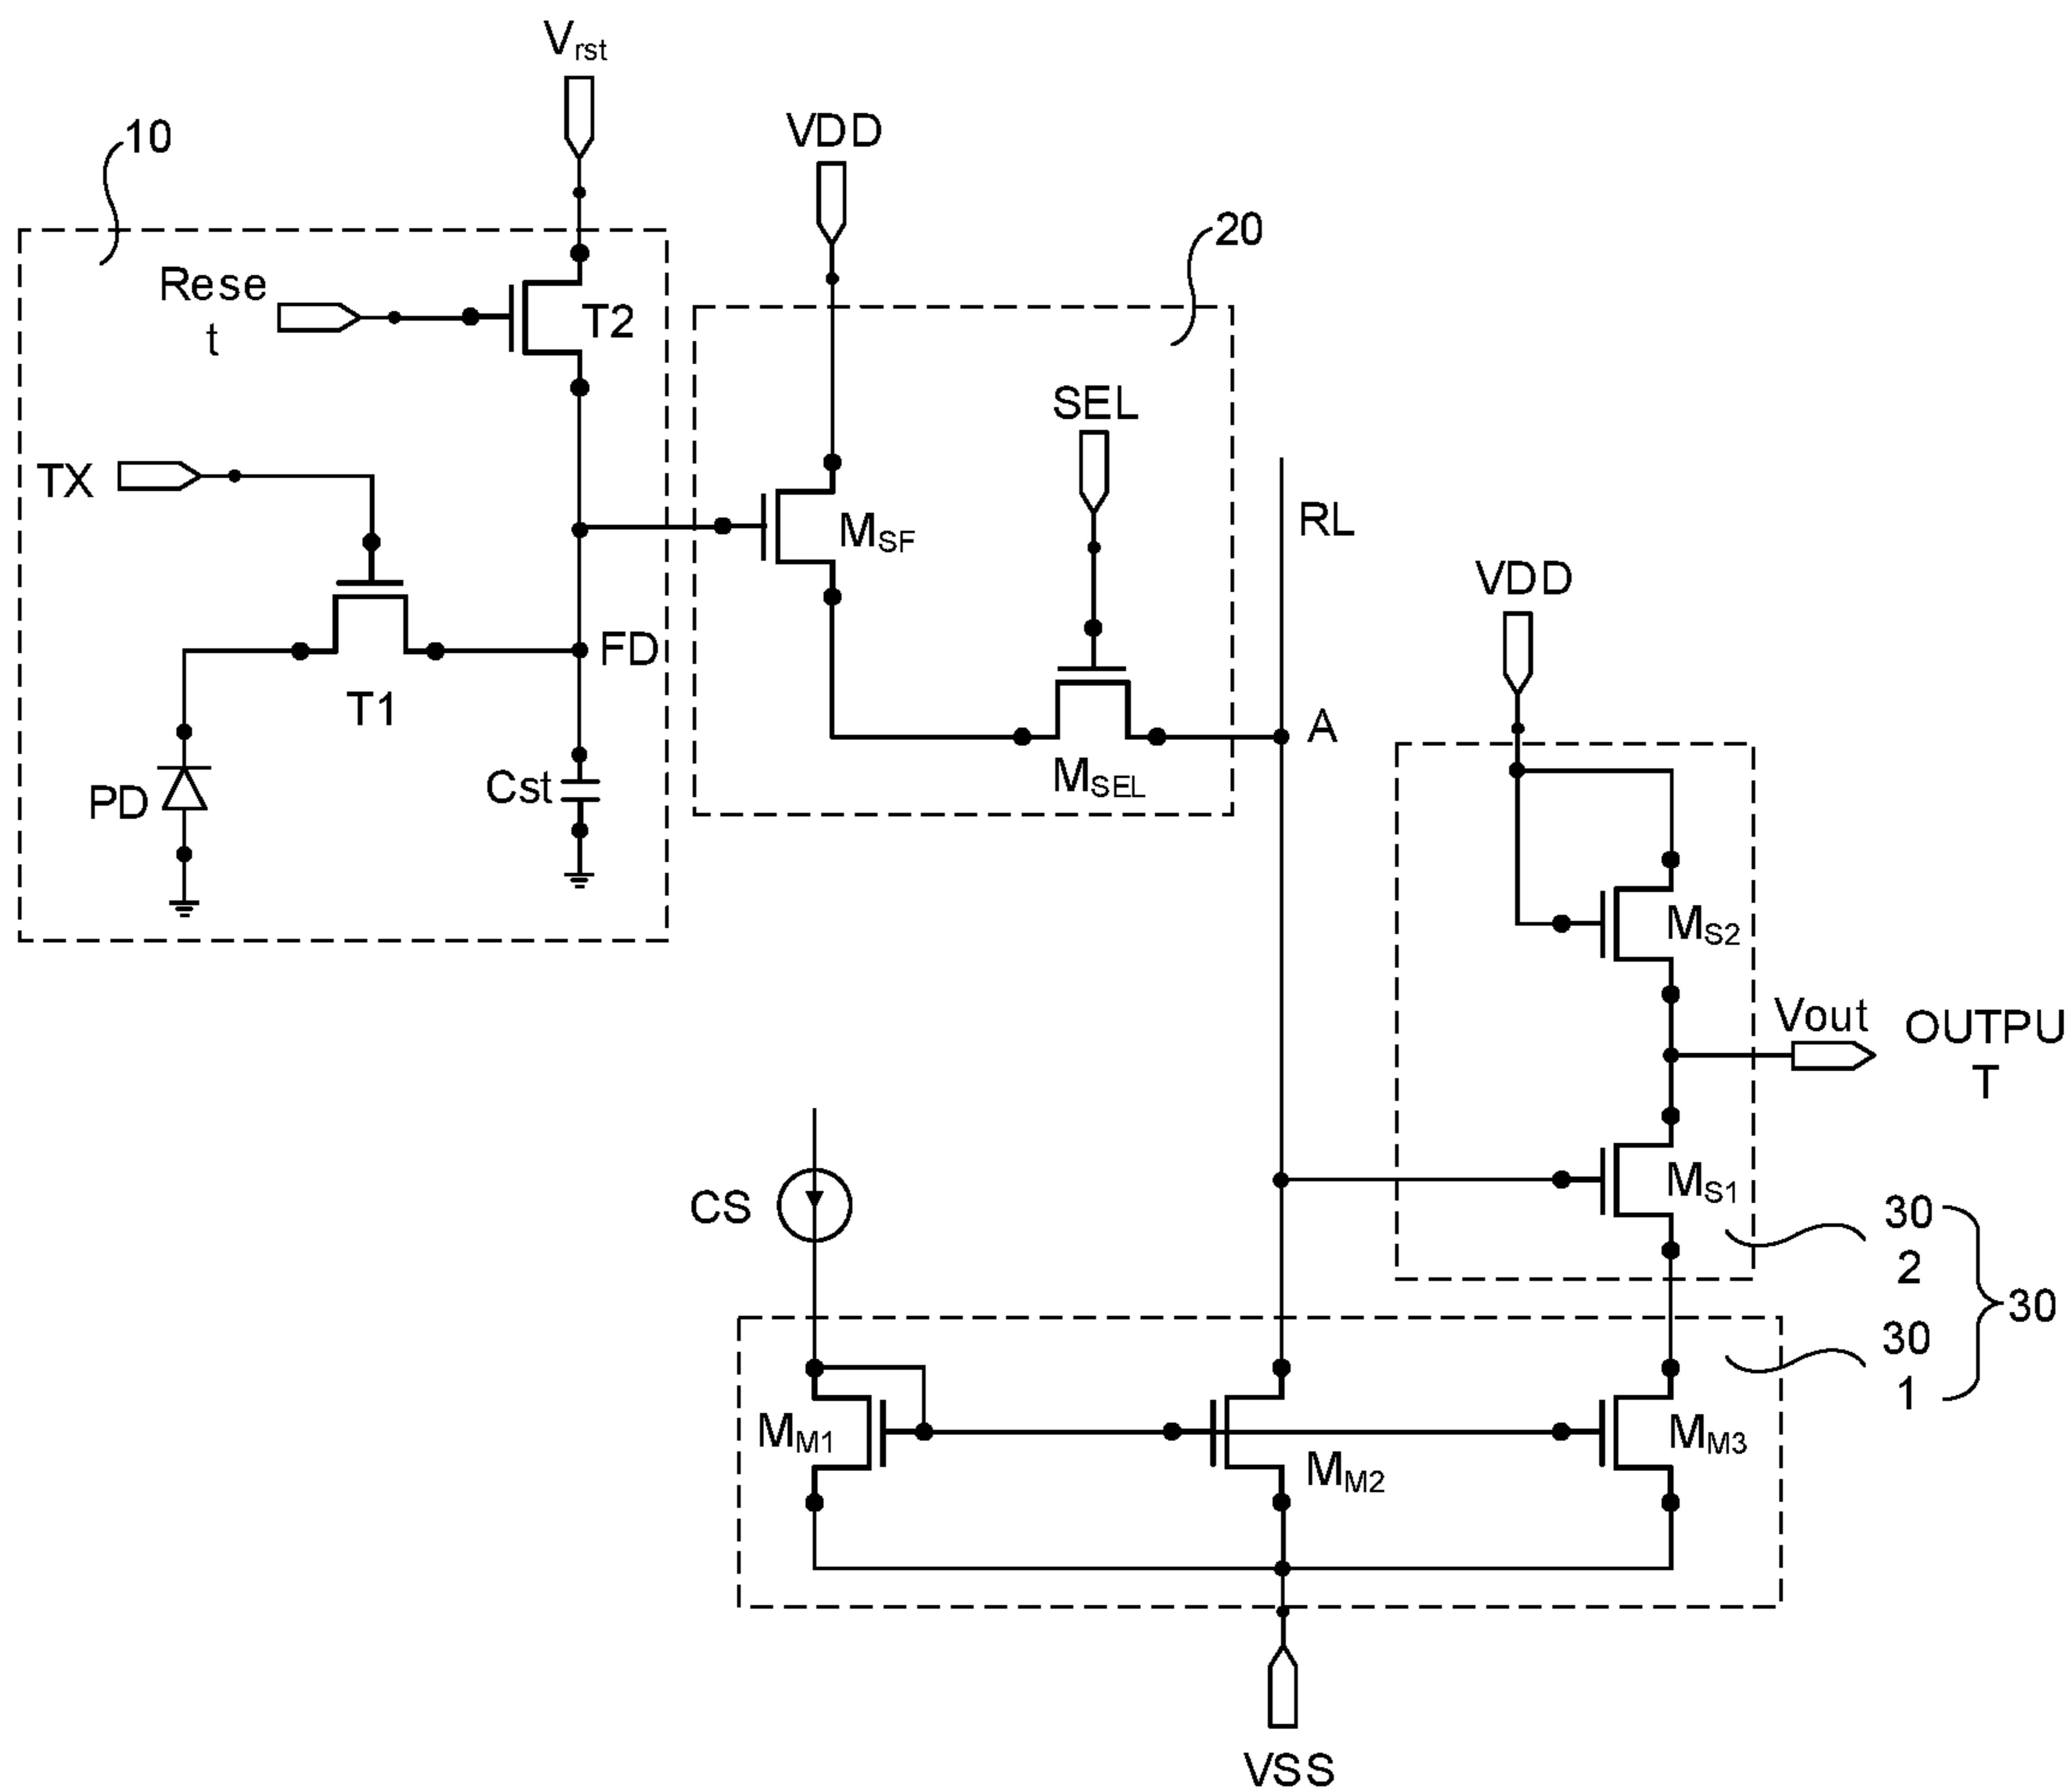 Vrst
10
VDD
20
Rese
t
T2
SEL
TX
MSF
RL
VDD
FD
T1
A
MSEL
PD
Cst
MS2
Vout
OUTPU
T
MS1
CS
30
2
30
30
1
MM1
MM2
MM3
VSS